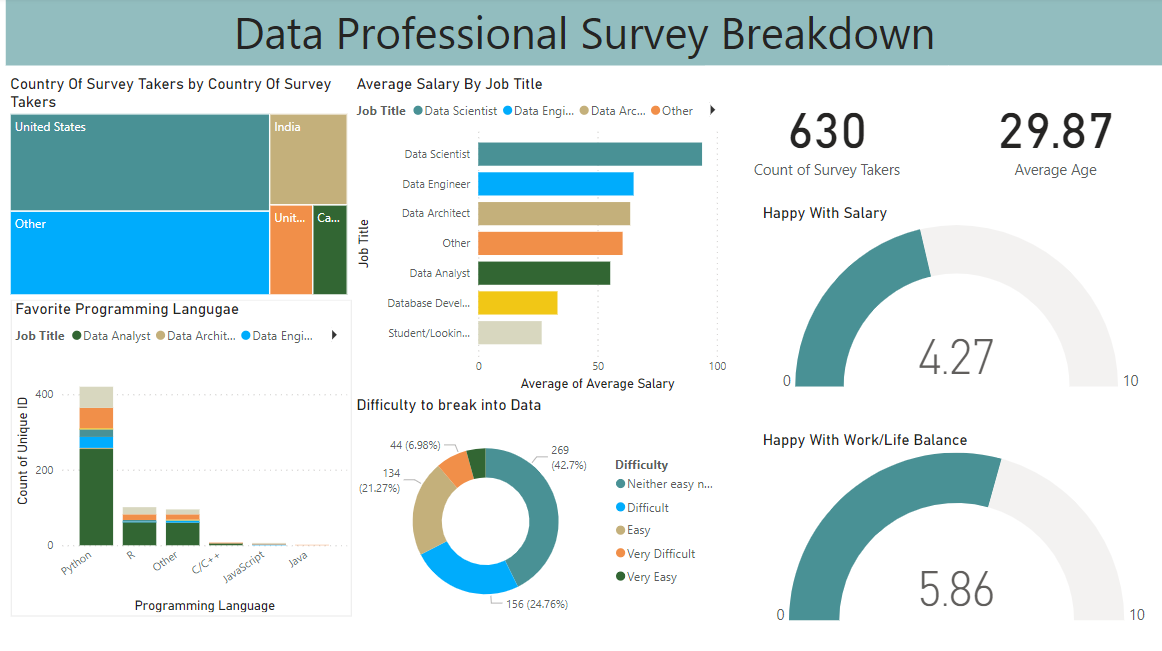 Data Professional Survey Breakdown
Country Of Survey Takers by Country Of Survey
Takers
United States
India
Other
Unit...
Ca...
Average Salary By Job Title
Job Title Data Scientist Data Engi... Data Arc... Other
Job Title
Data Scientist
Data Engineer
Data Architect
Other
Data Analyst
Database Devel...
Student/Lookin...
0 50 100
Average of Average Salary
630
Count of Survey Takers
29.87
Average Age
Happy With Salary
4.27
0
10
Favorite Programming Langugae
Job Title Data Analyst Data Archit... Data Engi...
Count of Unique ID
400
200
0
Python R Other C/C++ JavaScript Java
Programming Language
Difficulty to break into Data
44 (6.98%)
269
(42.7%)
134
(21.27%)
156 (24.76%)
Difficulty
Neither easy n...
Difficult
Easy
Very Difficult
Very Easy
Happy With Work/Life Balance
5.86
0
10